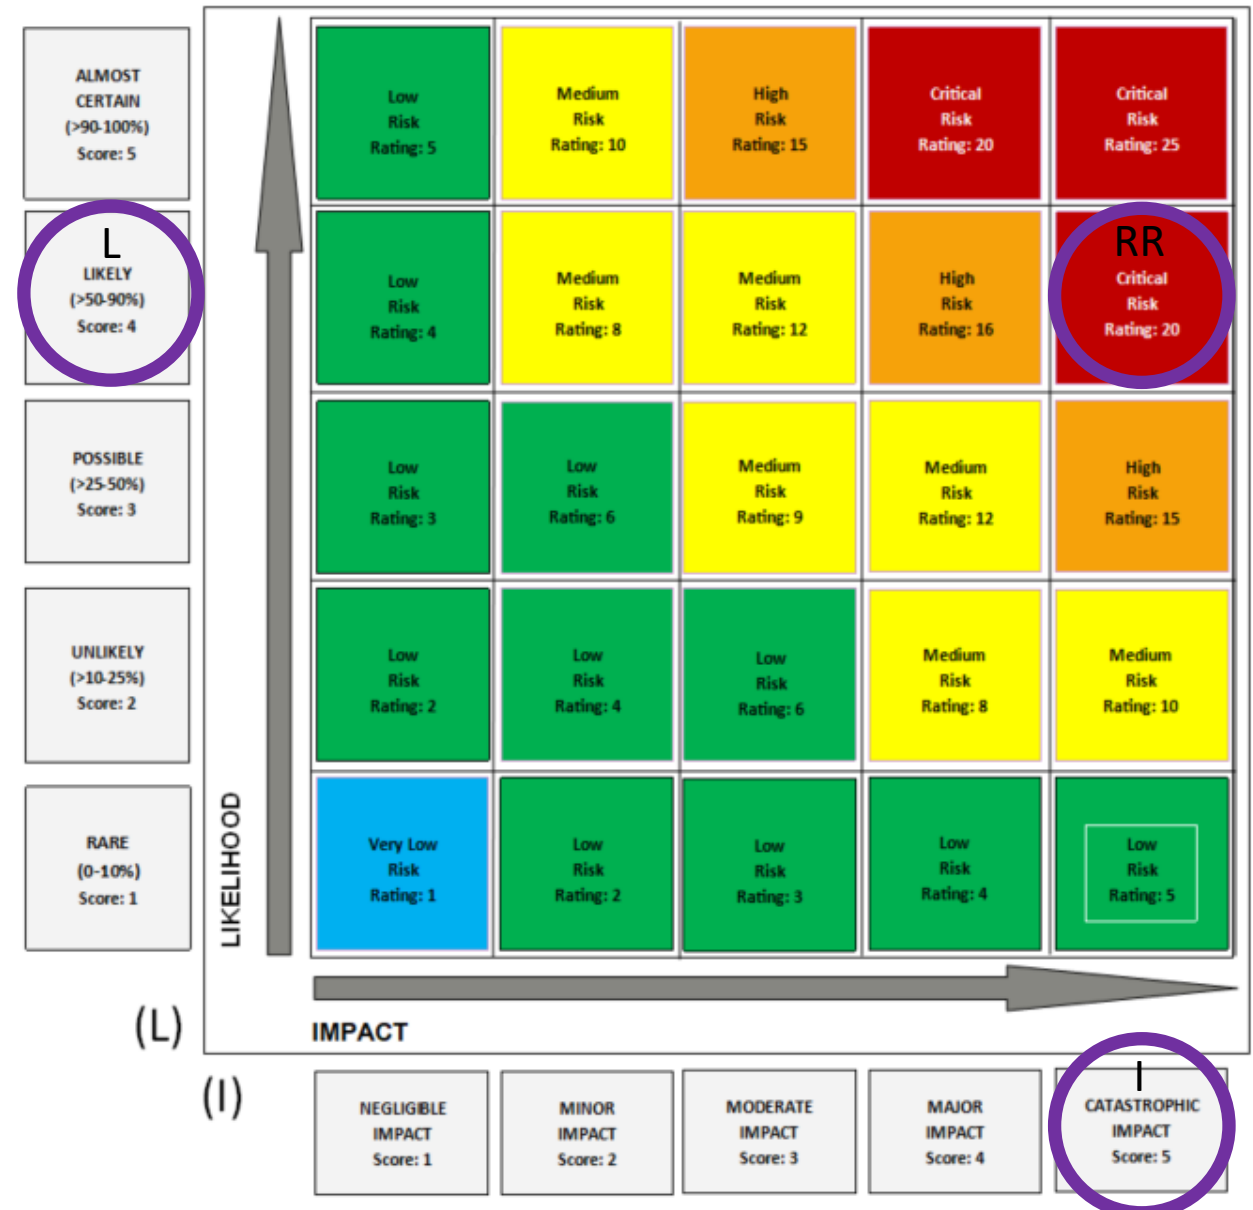 ALMOST
CERTAIN
(>90-100%)
Score: 5
Low
Risk
Rating: 5
Medium
Risk
Rating: 10
High
Risk
Rating: 15
Critical
Risk
Rating: 20
Critical
Risk
Rating: 25
L
LIKELY
(>50-90%)
Score: 4
Low
Risk
Rating: 4
Medium
Risk
Rating: 8
Medium
Risk
Rating: 12
High
Risk
Rating: 16
RR
Critical
Risk
Rating: 20
POSSIBLE
(>25-50%)
Score: 3
Low
Risk
Rating: 3
Low
Risk
Rating: 6
Medium
Risk
Rating: 9
Medium
Risk
Rating: 12
High
Risk
Rating: 15
UNLIKELY
(>10-25%)
Score: 2
Low
Risk
Rating: 2
Low
Risk
Rating: 4
Low
Risk
Rating: 6
Medium
Risk
Rating: 8
Medium
Risk
Rating: 10
RARE
(0-10%)
Score: 1
LIKELIHOOD
Very Low
Risk
Rating: 1
Low
Risk
Rating: 2
Low
Risk
Rating: 3
Low
Risk
Rating: 4
Low
Risk
Rating: 5
(L)
IMPACT
(I)
NEGLIGIBLE
IMPACT
Score: 1
MINOR
IMPACT
Score: 2
MODERATE
IMPACT
Score: 3
MAJOR
IMPACT
Score: 4
I
CATASTROPHIC
IMPACT
Score: 5